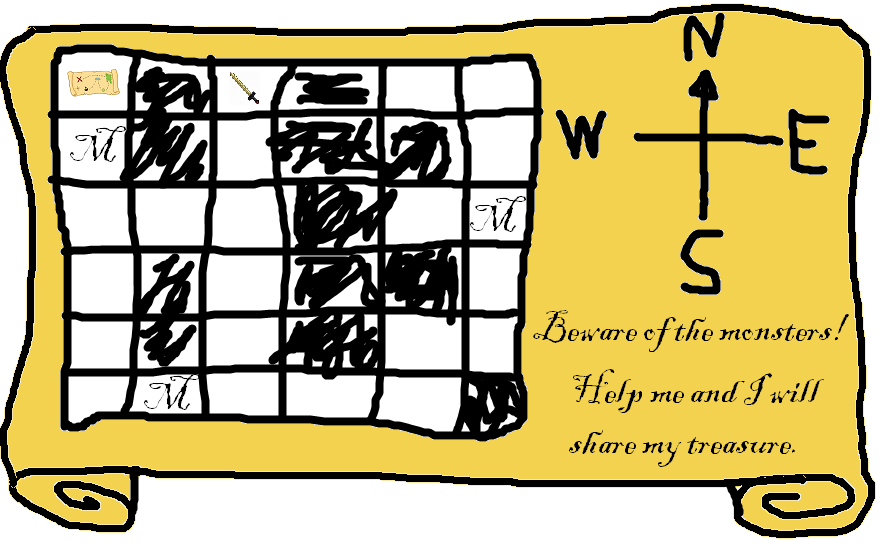 N
W E
M
M
S
Beware of the monsters!
Help me and I will
M
share my treasure.